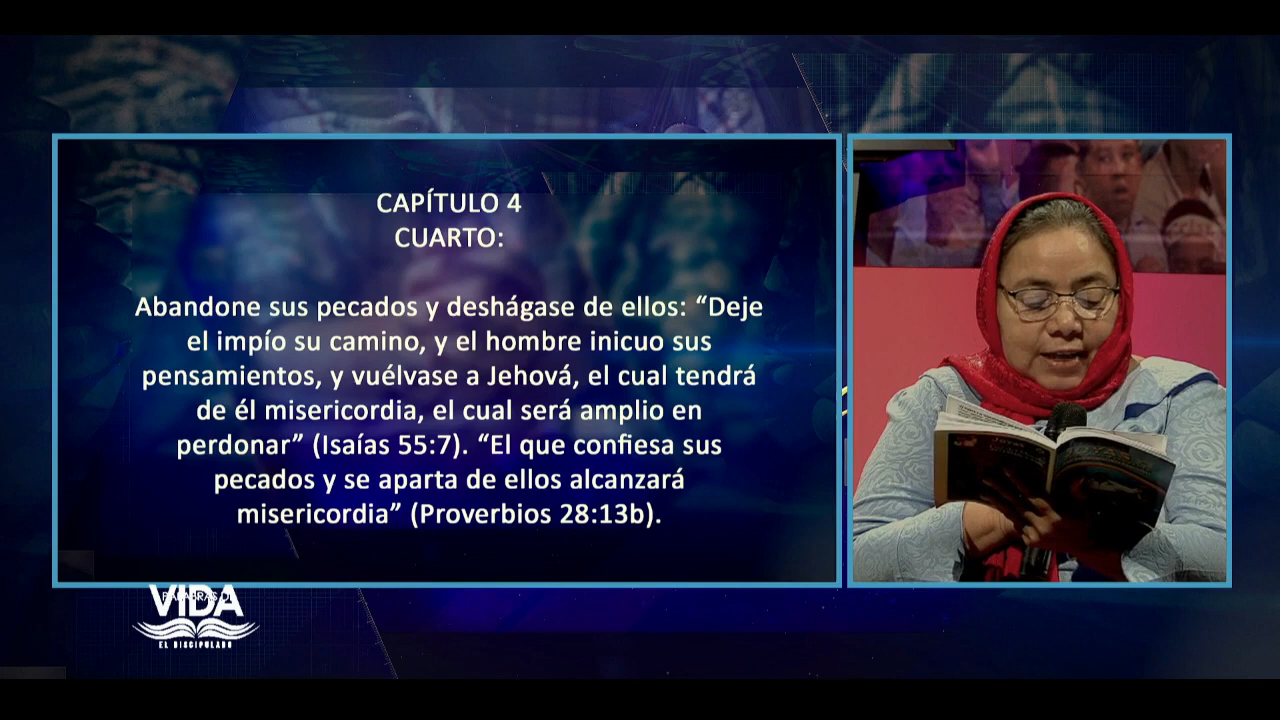 CAPÍTULO 4
CUARTO:
Abandone sus pecados y deshágase de ellos: “Deje
el impío su camino, y el hombre inicuo sus
pensamientos, y vuélvase a Jehová, el cual tendrá
de él misericordia, el cual será amplio en
perdonar” (Isaías 55:7). “El que confiesa sus
pecados y se aparta de ellos alcanzará
misericordia” (Proverbios 28:13b).
PALABRAS DE
VIDA
EL DISCIPULADO